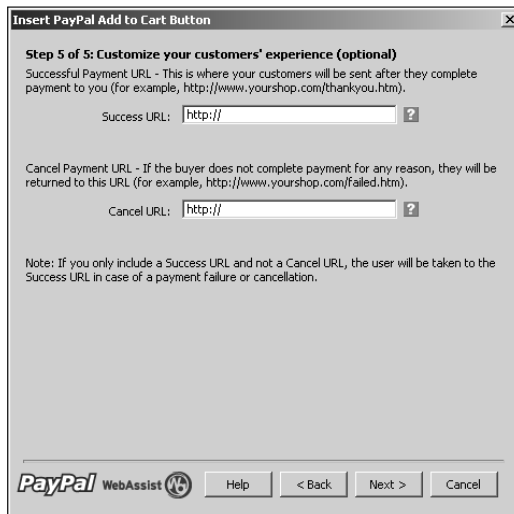 Insert PayPal Add to Cart Button
Step 5 of 5: Customize your customers' experience (optional)
Successful Payment URL - This is where your customers will be sent after they complete
payment to you (for example, http://www.yourshop.com/thankyou.htm).
Success URL: http:// ?
Cancel Payment URL - If the buyer does not complete payment for any reason, they will be
returned to this URL (for example, http://www.yourshop.com/failed.htm).
Cancel URL: http:// ?
Note: If you only include a Success URL and not a Cancel URL, the user will be taken to the
Success URL in case of a payment failure or cancellation.
PayPal WebAssist Help < Back Next > Cancel